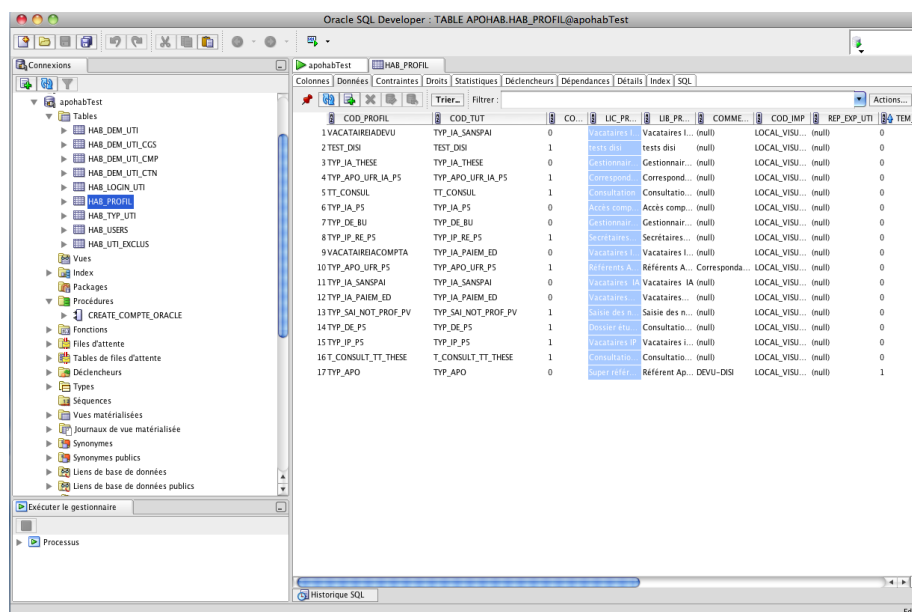 Oracle SQL Developer : TABLE APOHAB.HAB_PROFIL@apohabTest
Connexions
apohabTest
Tables
HAB_DEM_UTI
HAB_DEM_UTI_CGS
HAB_DEM_UTI_CMP
HAB_DEM_UTI_CTN
HAB_LOGIN_UTI
HAB_PROFIL
HAB_TYP_UTI
HAB_USERS
HAB_UTI_EXCLUS
Vues
Index
Packages
Procédures
CREATE_COMPTE_ORACLE
Fonctions
Files d'attente
Tables de files d'attente
Déclencheurs
Types
Séquences
Vues matérialisées
Journaux de vue matérialisée
Synonymes
Synonymes publics
Liens de base de données
Liens de base de données publics
Exécuter le gestionnaire
Processus
apohabTest HAB_PROFIL
Colonnes Données Contraintes Droits Statistiques Déclencheurs Dépendances Détails Index SQL
Trier... Filtrer : Actions...
COD_PROFIL COD_TUT CO... LIC_PR... LIB_PR... COMME... COD_IMP REP_EXP_UTI TEM_
1 VACATAIREIADEVU TYP_IA_SANSPAI 0 Vacataires I... Vacataires I... (null) LOCAL_VISU... (null) 0
2 TEST_DISI TEST_DISI 1 tests disi tests disi (null) LOCAL_VISU... (null) 0
3 TYP_IA_THESE TYP_IA_THESE 0 Gestionnair... Gestionnair... (null) LOCAL_VISU... (null) 0
4 TYP_APO_UFR_IA_P5 TYP_APO_UFR_IA_P5 1 Correspond... Correspond... (null) LOCAL_VISU... (null) 0
5 TT_CONSUL TT_CONSUL 1 Consultation Consultatio... (null) LOCAL_VISU... (null) 0
6 TYP_IA_P5 TYP_IA_P5 0 Accès comp... Accès comp... (null) LOCAL_VISU... (null) 0
7 TYP_DE_BU TYP_DE_BU 0 Gestionnair... Gestionnair... (null) LOCAL_VISU... (null) 0
8 TYP_IP_RE_P5 TYP_IP_RE_P5 1 Secrétaires... Secrétaires... (null) LOCAL_VISU... (null) 0
9 VACATAIREIACOMPTA TYP_IA_PAIEM_ED 0 Vacataires I... Vacataires I... (null) LOCAL_VISU... (null) 0
10 TYP_APO_UFR_P5 TYP_APO_UFR_P5 1 Référents A... Référents A... Corresponda... LOCAL_VISU... (null) 0
11 TYP_IA_SANSPAI TYP_IA_SANSPAI 0 Vacataires IA Vacataires IA (null) LOCAL_VISU... (null) 0
12 TYP_IA_PAIEM_ED TYP_IA_PAIEM_ED 0 Vacataires... Vacataires... (null) LOCAL_VISU... (null) 0
13 TYP_SAI_NOT_PROF_PV TYP_SAI_NOT_PROF_PV 1 Saisie des n... Saisie des n... (null) LOCAL_VISU... (null) 0
14 TYP_DE_P5 TYP_DE_P5 1 Dossier étu... Consultatio... (null) LOCAL_VISU... (null) 0
15 TYP_IP_P5 TYP_IP_P5 1 Vacataires IP Vacataires i... (null) LOCAL_VISU... (null) 0
16 T_CONSULT_TT_THESE T_CONSULT_TT_THESE 1 Consultatio... Consultatio... (null) LOCAL_VISU... (null) 0
17 TYP_APO TYP_APO 0 Super référ... Référent Ap... DEVU-DISI LOCAL_VISU... (null) 1
Historique SQL
Ed